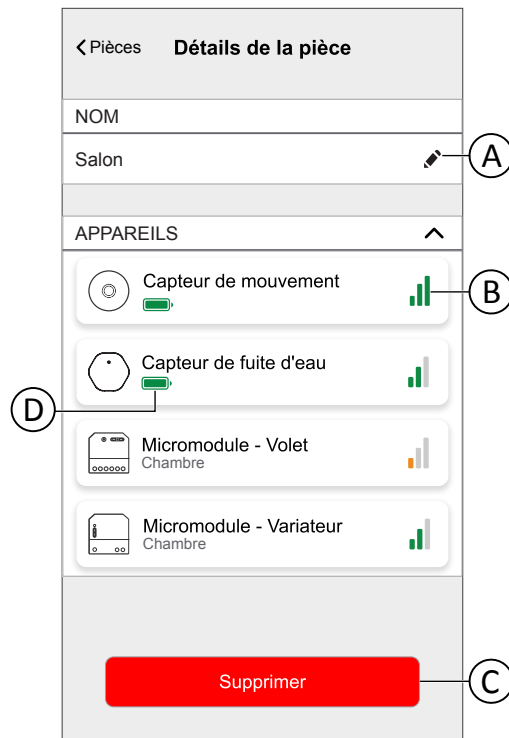 Pièces
Détails de la pièce
NOM
Salon
A
APPAREILS
Capteur de mouvement
B
Capteur de fuite d'eau
D
Micromodule - Volet
Chambre
Micromodule - Variateur
Chambre
Supprimer
C